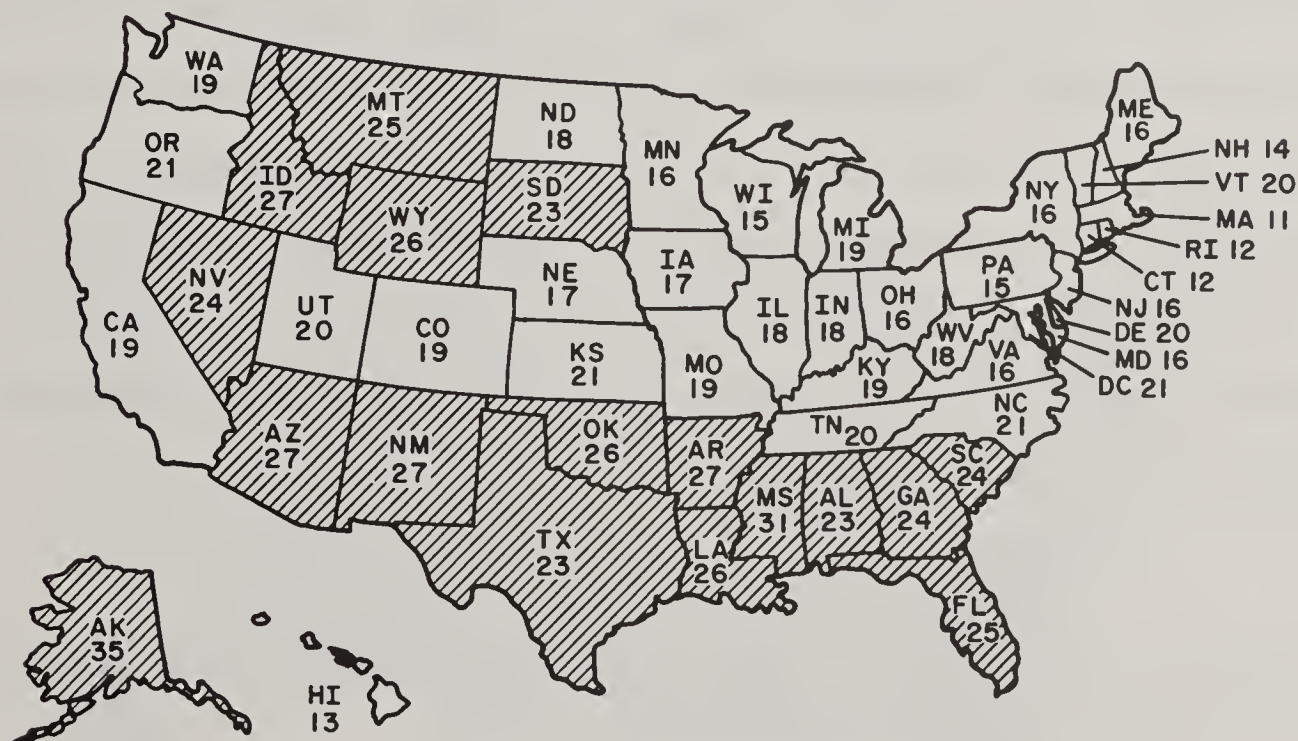 WA
19
OR
21
CA
19
NV
24
ID
27
MT
25
WY
26
UT
20
AZ
27
CO
19
NM
27
ND
18
SD
23
NE
17
KS
21
OK
26
TX
23
MN
16
IA
17
MO
19
AR
27
LA
26
WI
15
IL
18
MI
19
IN
18
OH
16
KY
19
TN 20
MS
31
AL
23
GA
24
FL
25
SC
24
NC
21
VA
16
WV
18
PA
15
NY
16
ME
16
NH 14
VT 20
MA 11
RI 12
CT 12
NJ 16
DE 20
MD 16
DC 21
AK
35
HI
13